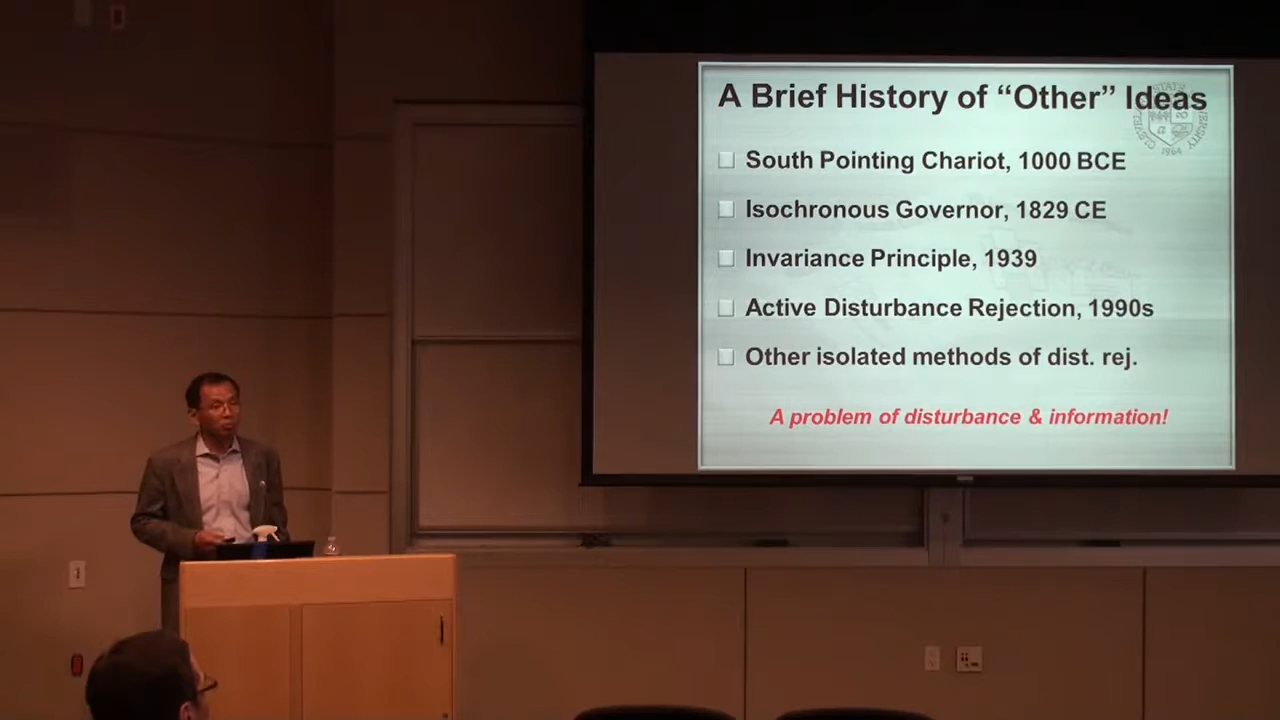 A Brief History of “Other” Ideas
South Pointing Chariot, 1000 BCE
Isochronous Governor, 1829 CE
Invariance Principle, 1939
Active Disturbance Rejection, 1990s
Other isolated methods of dist. rej.
A problem of disturbance & information!
1964